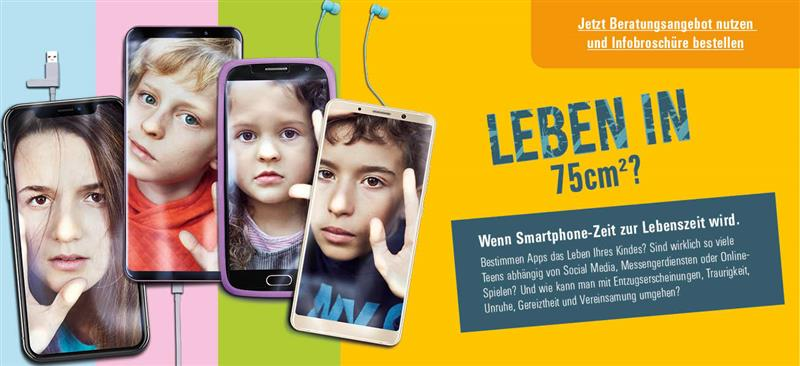 Jetzt Beratungsangebot nutzen
und Infobroschüre bestellen
LEBEN IN
75cm²?
Wenn Smartphone-Zeit zur Lebenszeit wird.
Bestimmen Apps das Leben Ihres Kindes? Sind wirklich so viele
Teens abhängig von Social Media, Messengerdiensten oder Online-
Spielen? Und wie kann man mit Entzugserscheinungen, Traurigkeit,
Unruhe, Gereiztheit und Vereinsamung umgehen?